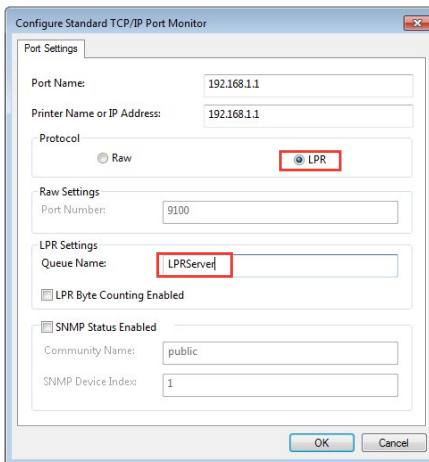 Configure Standard TCP/IP Port Monitor
Port Settings
Port Name: 192.168.1.1
Printer Name or IP Address: 192.168.1.1
Protocol
Raw LPR
Raw Settings
Port Number: 9100
LPR Settings
Queue Name: LPRServer
LPR Byte Counting Enabled
SNMP Status Enabled
Community Name: public
SNMP Device Index: 1
OK Cancel